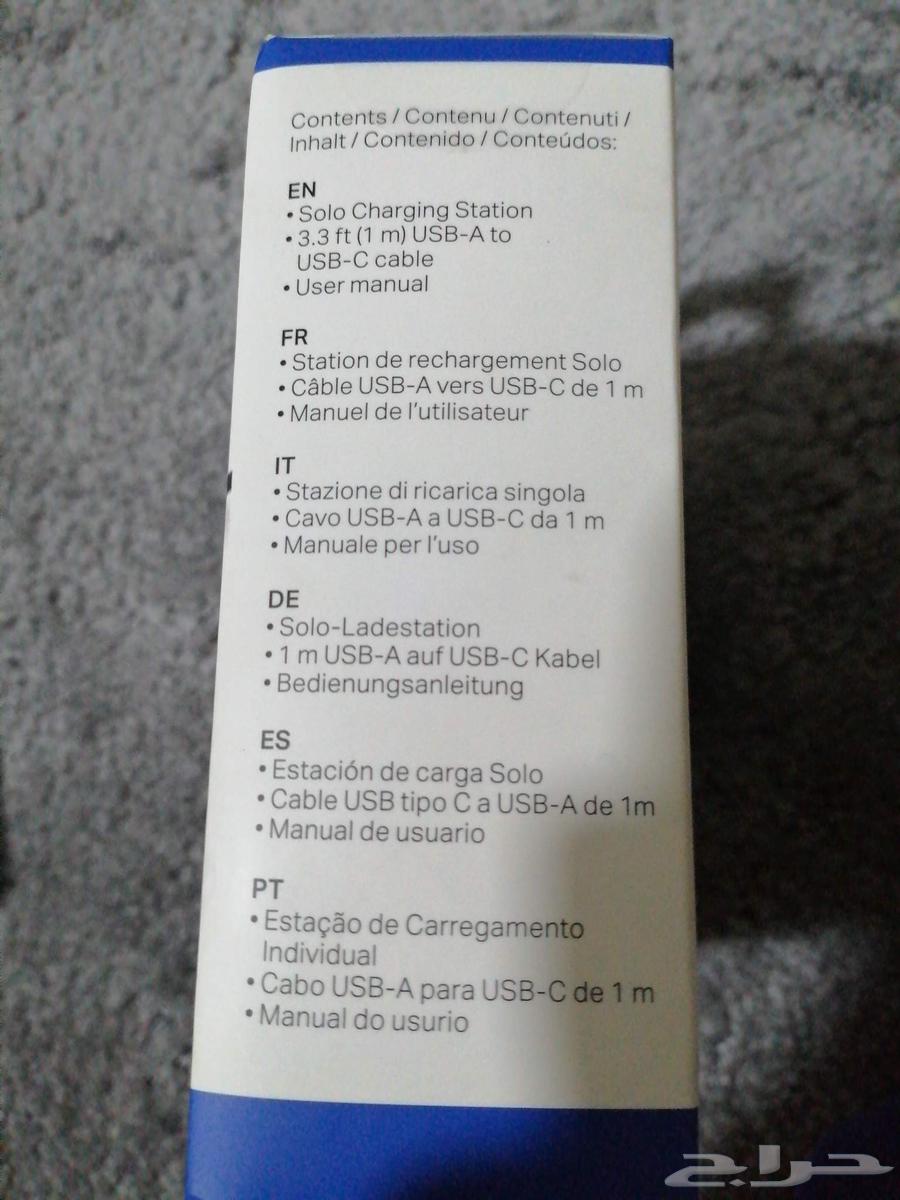 Contents / Contenu / Contenuti /
Inhalt / Contenido / Conteúdos:
EN
• Solo Charging Station
• 3.3 ft (1 m) USB-A to
USB-C cable
• User manual
FR
• Station de rechargement Solo
• Câble USB-A vers USB-C de 1 m
• Manuel de l'utilisateur
IT
• Stazione di ricarica singola
• Cavo USB-A a USB-C da 1 m
• Manuale per l'uso
DE
• Solo-Ladestation
• 1 m USB-A auf USB-C Kabel
• Bedienungsanleitung
ES
• Estación de carga Solo
• Cable USB tipo C a USB-A de 1m
• Manual de usuario
PT
• Estação de Carregamento
Individual
• Cabo USB-A para USB-C de 1 m
• Manual do usurio
حراج